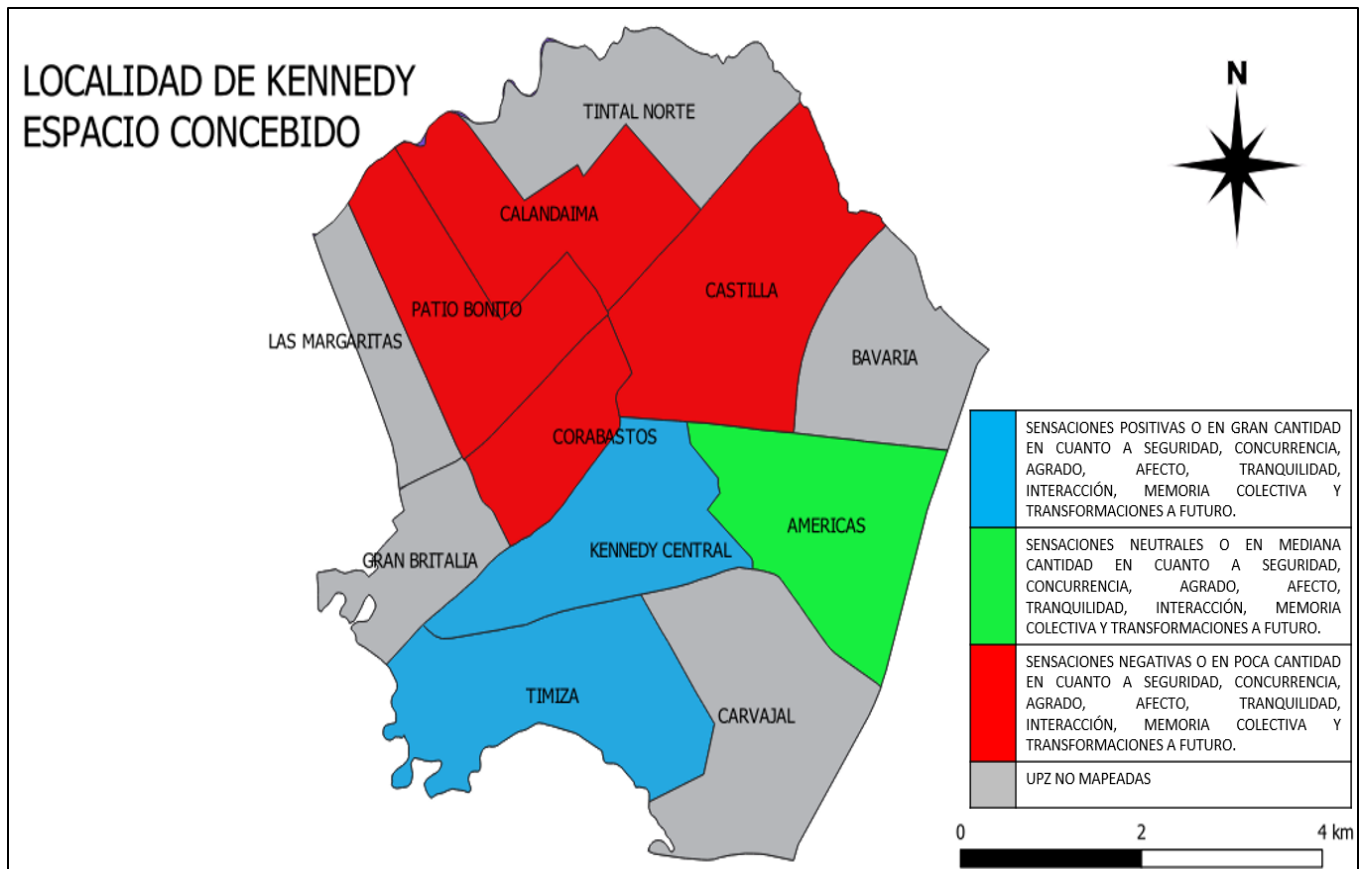 LOCALIDAD DE KENNEDY
ESPACIO CONCEBIDO
N
TINTAL NORTE
CALANDAIMA
CASTILLA
PATIO BONITO
LAS MARGARITAS
BAVARIA
CORABASTOS
AMERICAS
KENNEDY CENTRAL
GRAN BRITALIA
TIMIZA
CARVAJAL
SENSACIONES POSITIVAS O EN GRAN CANTIDAD
EN CUANTO A SEGURIDAD, CONCURRENCIA,
AGRADO, AFECTO, TRANQUILIDAD,
INTERACCIÓN, MEMORIA COLECTIVA Y
TRANSFORMACIONES A FUTURO.
SENSACIONES NEUTRALES O EN MEDIANA
CANTIDAD EN CUANTO A SEGURIDAD,
CONCURRENCIA, AGRADO, AFECTO,
TRANQUILIDAD, INTERACCIÓN, MEMORIA
COLECTIVA Y TRANSFORMACIONES A FUTURO.
SENSACIONES NEGATIVAS O EN POCA CANTIDAD
EN CUANTO A SEGURIDAD, CONCURRENCIA,
AGRADO, AFECTO, TRANQUILIDAD,
INTERACCIÓN, MEMORIA COLECTIVA Y
TRANSFORMACIONES A FUTURO.
UPZ NO MAPEADAS
0 2 4 km